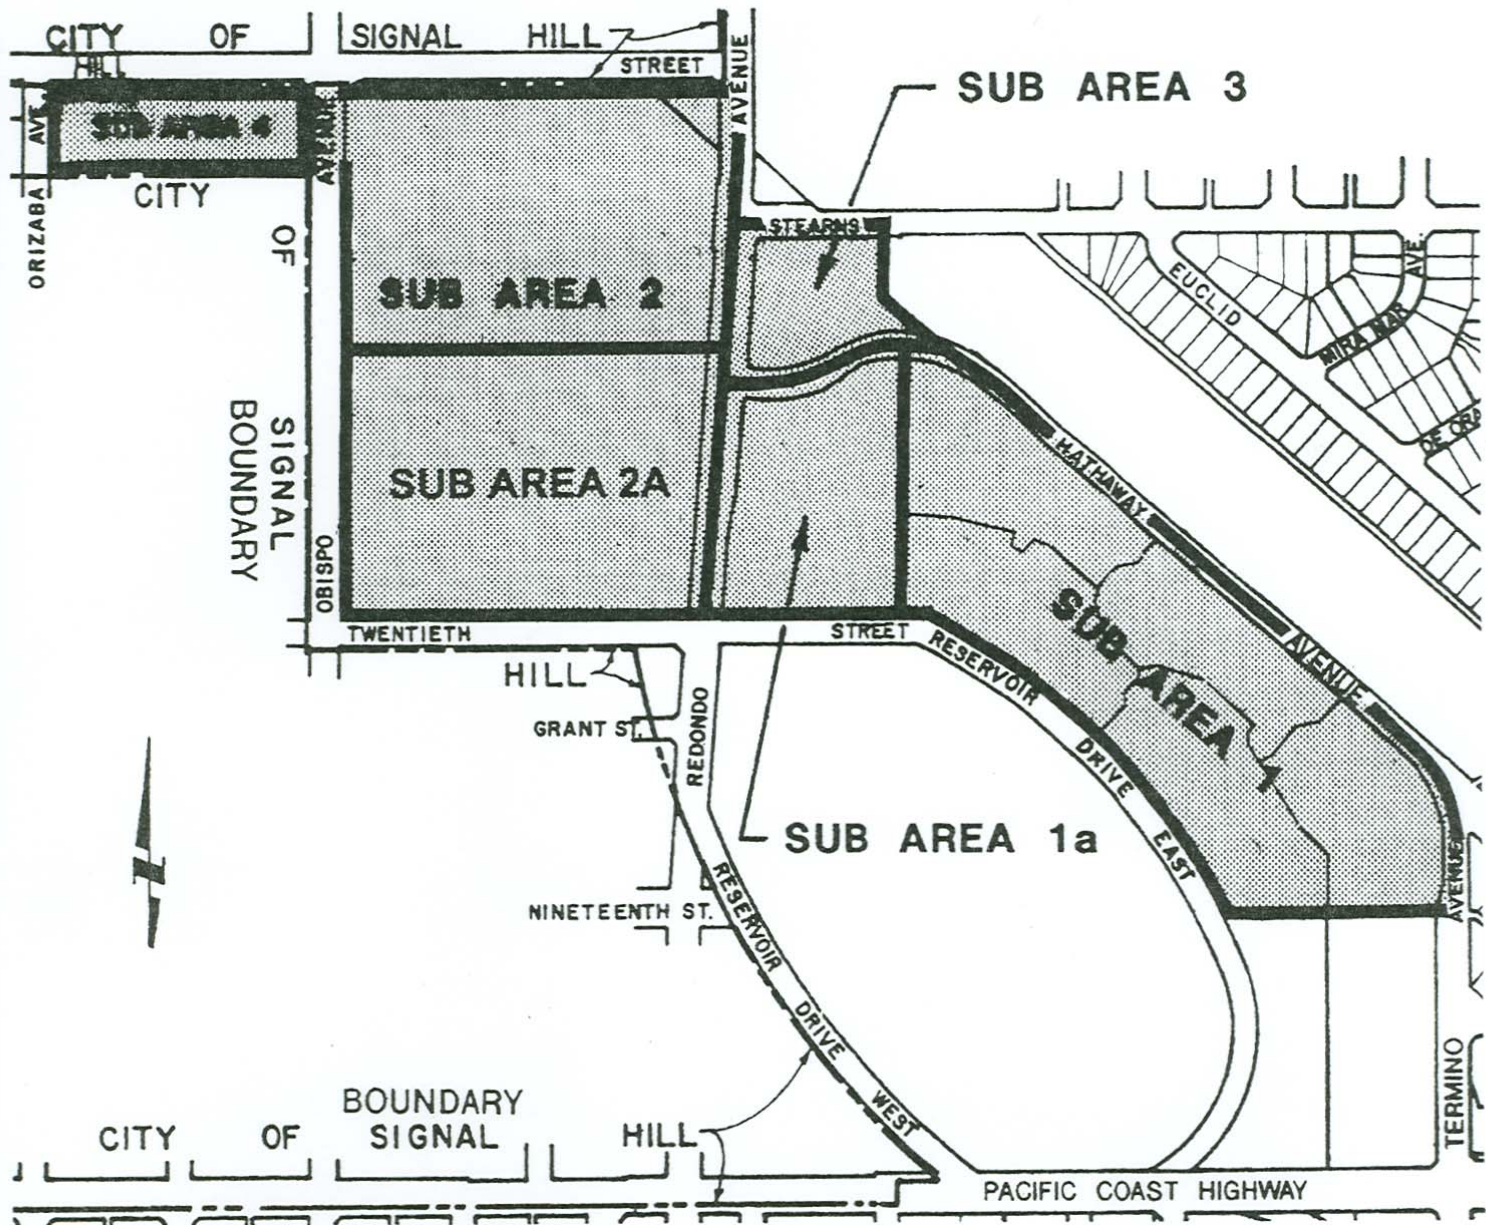 CITY OF SIGNAL HILL
HILL
STREET
AVENUE
SUB AREA 3
ORIZABA AVE.
SUB AREA 4
AVENUE
CITY
OF
SIGNAL
BOUNDARY
STEARNS
SUB AREA 2
EUCLID
AVE.
MIRA MAR
SUB AREA 2A
HATHAWAY
AVENUE
OBISPO
TWENTIETH STREET
RESERVOIR DRIVE EAST
SUB AREA 1
HILL
GRANT ST.
REDONDO
SUB AREA 1a
NINETEENTH ST.
RESERVOIR DRIVE WEST
AVENUE
TERMINO
BOUNDARY
CITY OF SIGNAL HILL
PACIFIC COAST HIGHWAY